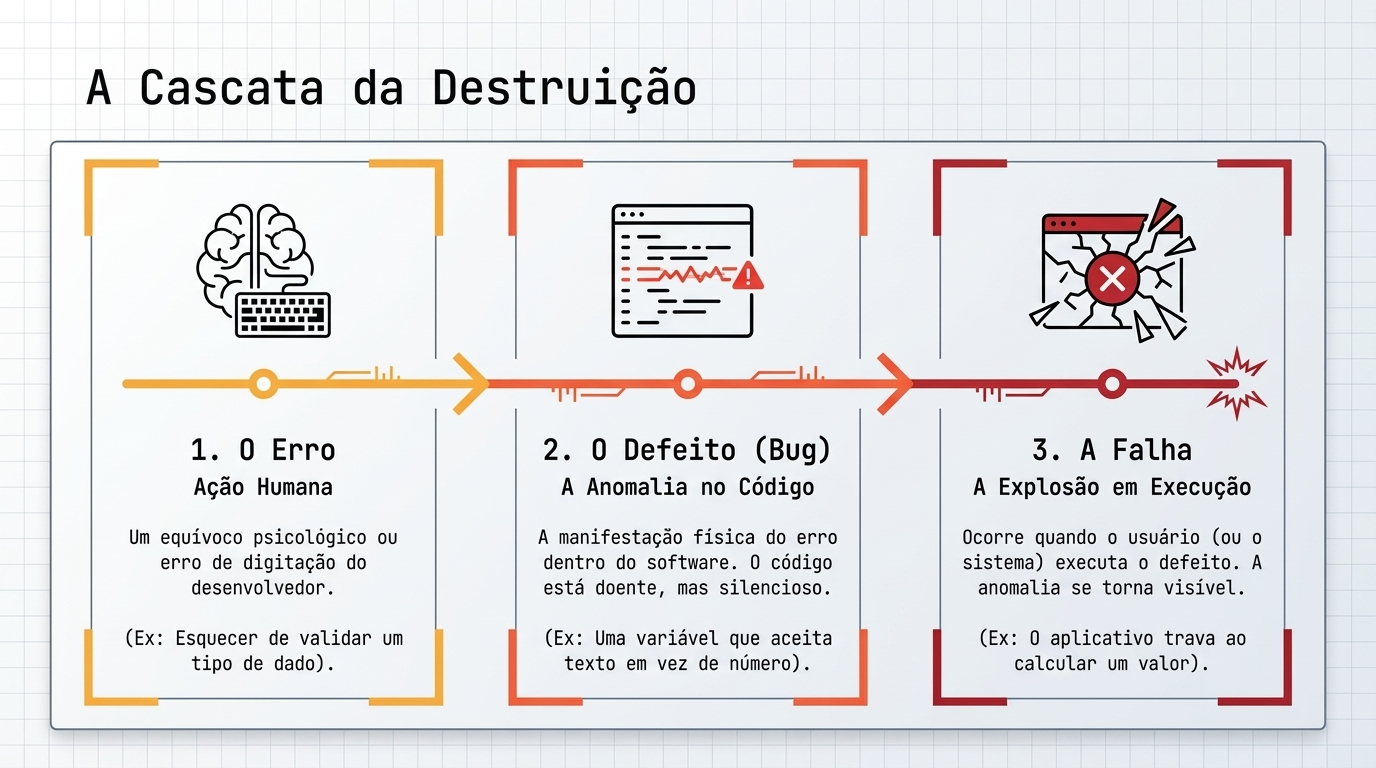 A Cascata da Destruição
1. O Erro
Ação Humana
Um equívoco psicológico ou
erro de digitação do
desenvolvedor.
(Ex: Esquecer de validar um
tipo de dado).
2. O Defeito (Bug)
A Anomalia no Código
A manifestação física do erro
dentro do software. O código
está doente, mas silencioso.
(Ex: Uma variável que aceita
texto em vez de número).
3. A Falha
A Explosão em Execução
Ocorre quando o usuário (ou o
sistema) executa o defeito. A
anomalia se torna visível.
(Ex: O aplicativo trava ao
calcular um valor).